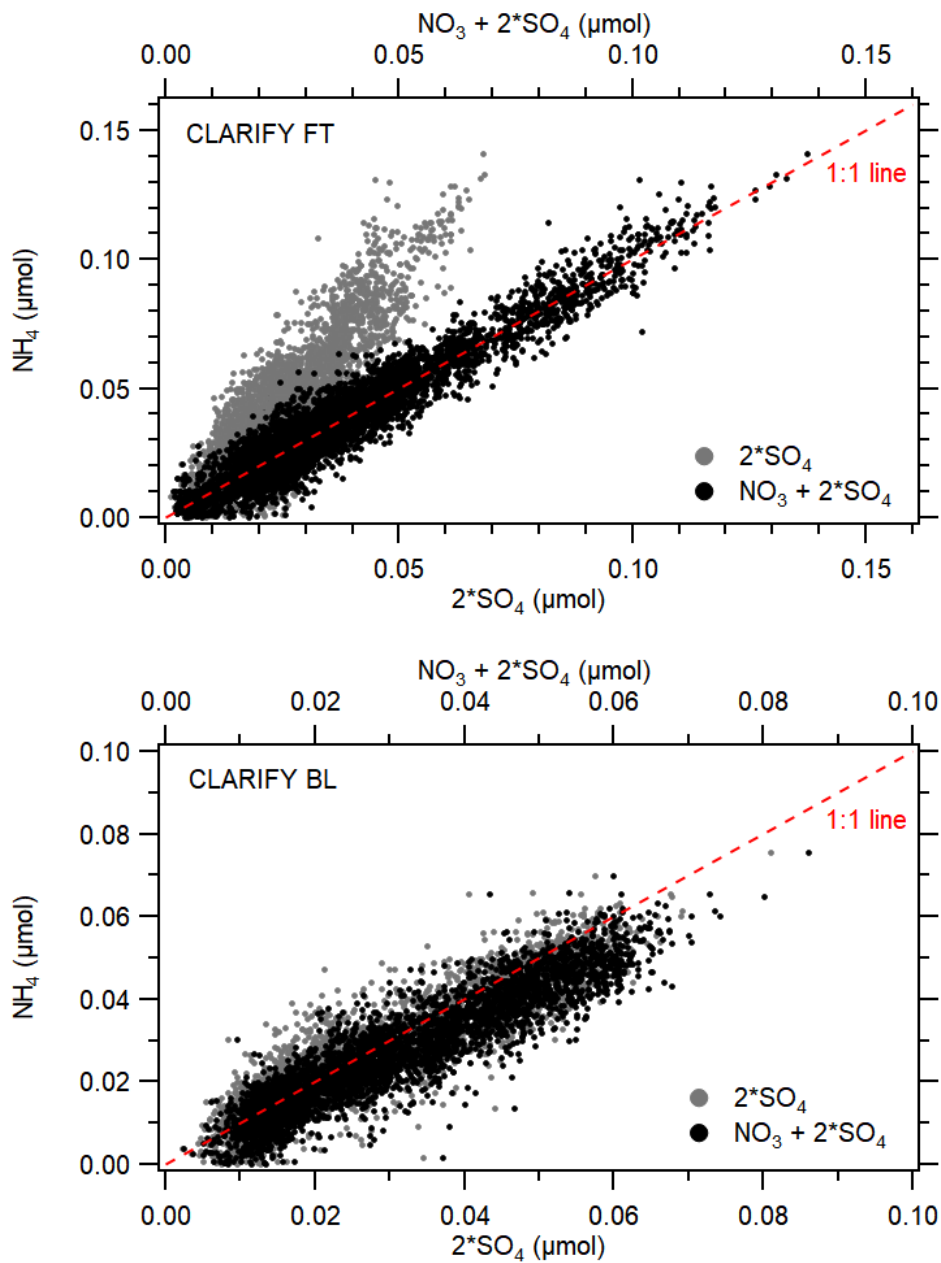 NO₃ + 2*SO₄ (µmol)
0.00 0.05 0.10 0.15
0.15
CLARIFY FT
1:1 line
0.10
NH₄ (µmol)
0.05
2*SO₄
NO₃ + 2*SO₄
0.00
0.00 0.05 0.10 0.15
2*SO₄ (µmol)
NO₃ + 2*SO₄ (µmol)
0.00 0.02 0.04 0.06 0.08 0.10
0.10
CLARIFY BL
1:1 line
0.08
0.06
NH₄ (µmol)
0.04
0.02
2*SO₄
NO₃ + 2*SO₄
0.00
0.00 0.02 0.04 0.06 0.08 0.10
2*SO₄ (µmol)